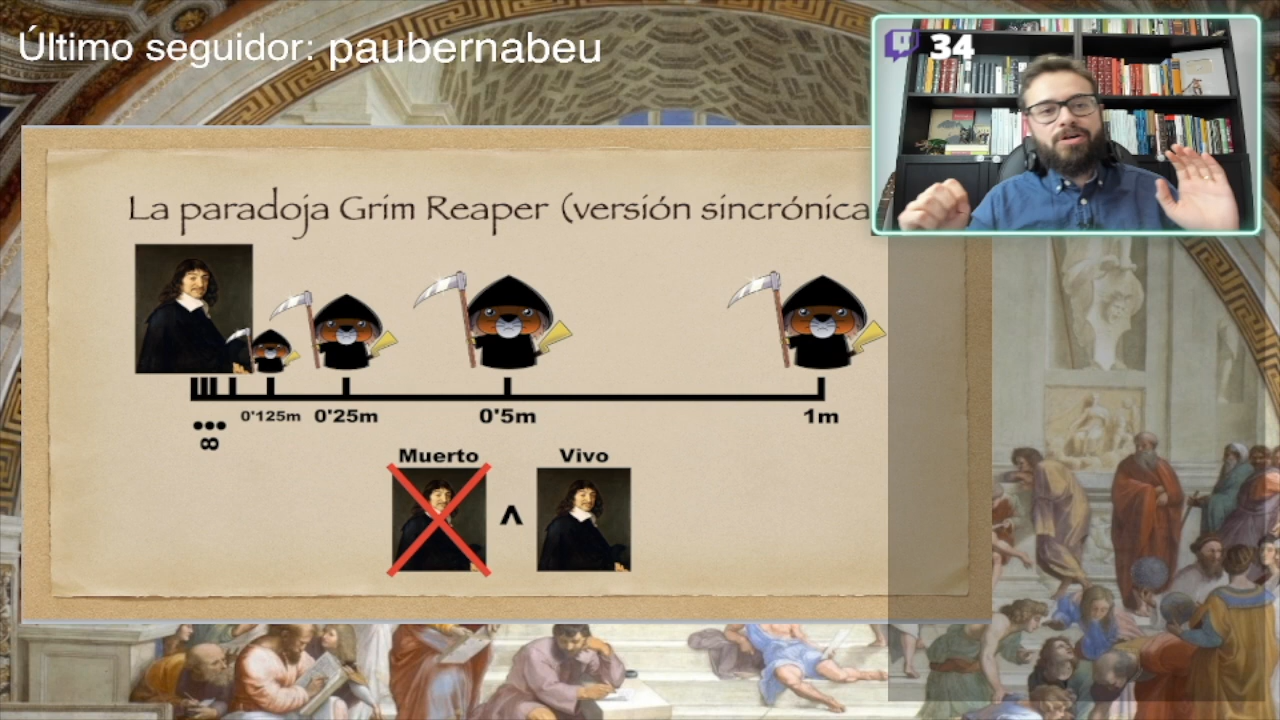 Último seguidor: paubernabeu
34
La paradoja Grim Reaper (versión sincrónica
0'125m 0'25m 0'5m 1m
∞
Muerto Vivo
∧